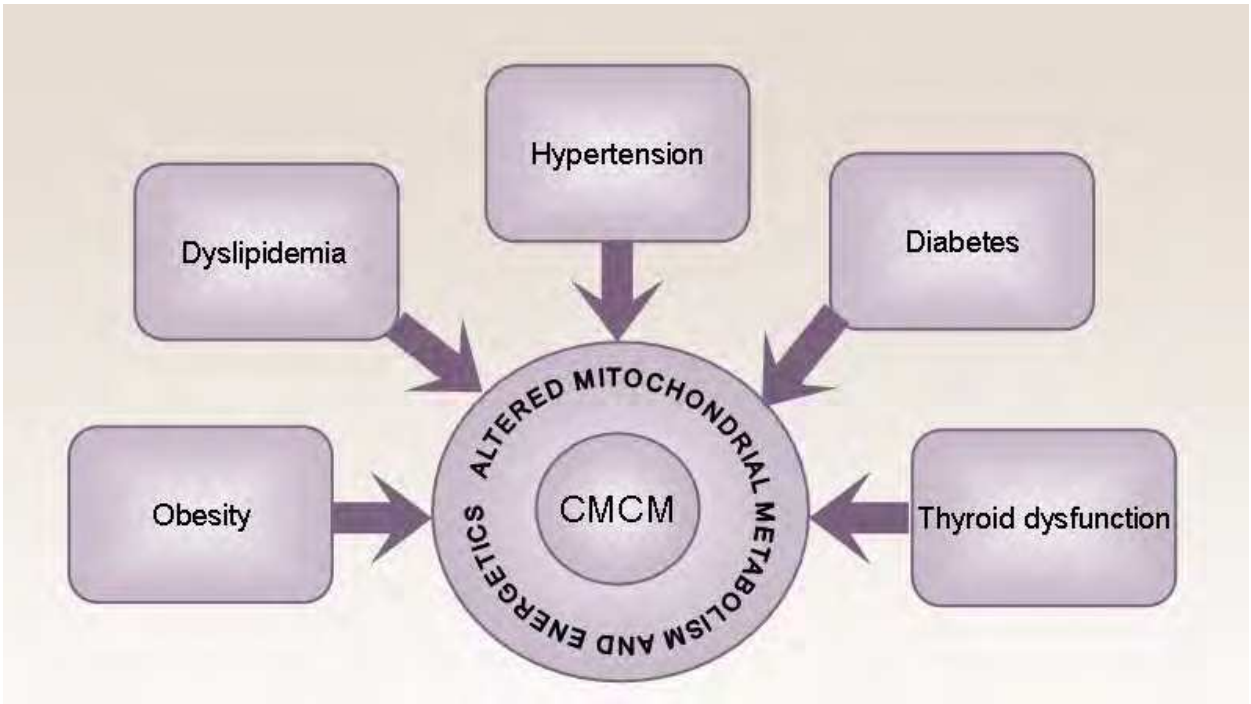 Hypertension
Dyslipidemia
Diabetes
Obesity
ALTERED MITOCHONDRIAL METABOLISM AND ENERGETICS
CMCM
Thyroid dysfunction